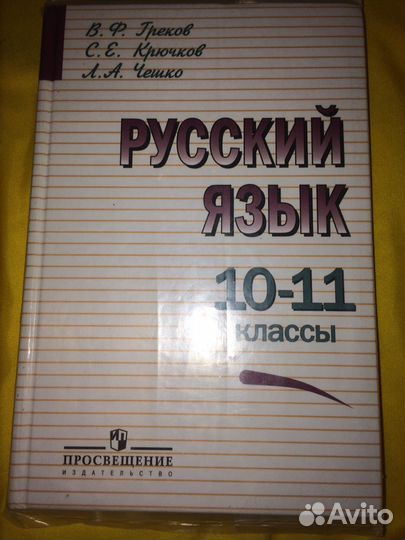 В. Ф. Греков
С. Е. Крючков
Л. А. Чешко
РУССКИЙ
ЯЗЫК
10-11
КЛАССЫ
ПРОСВЕЩЕНИЕ
ИЗДАТЕЛЬСТВО
Avito